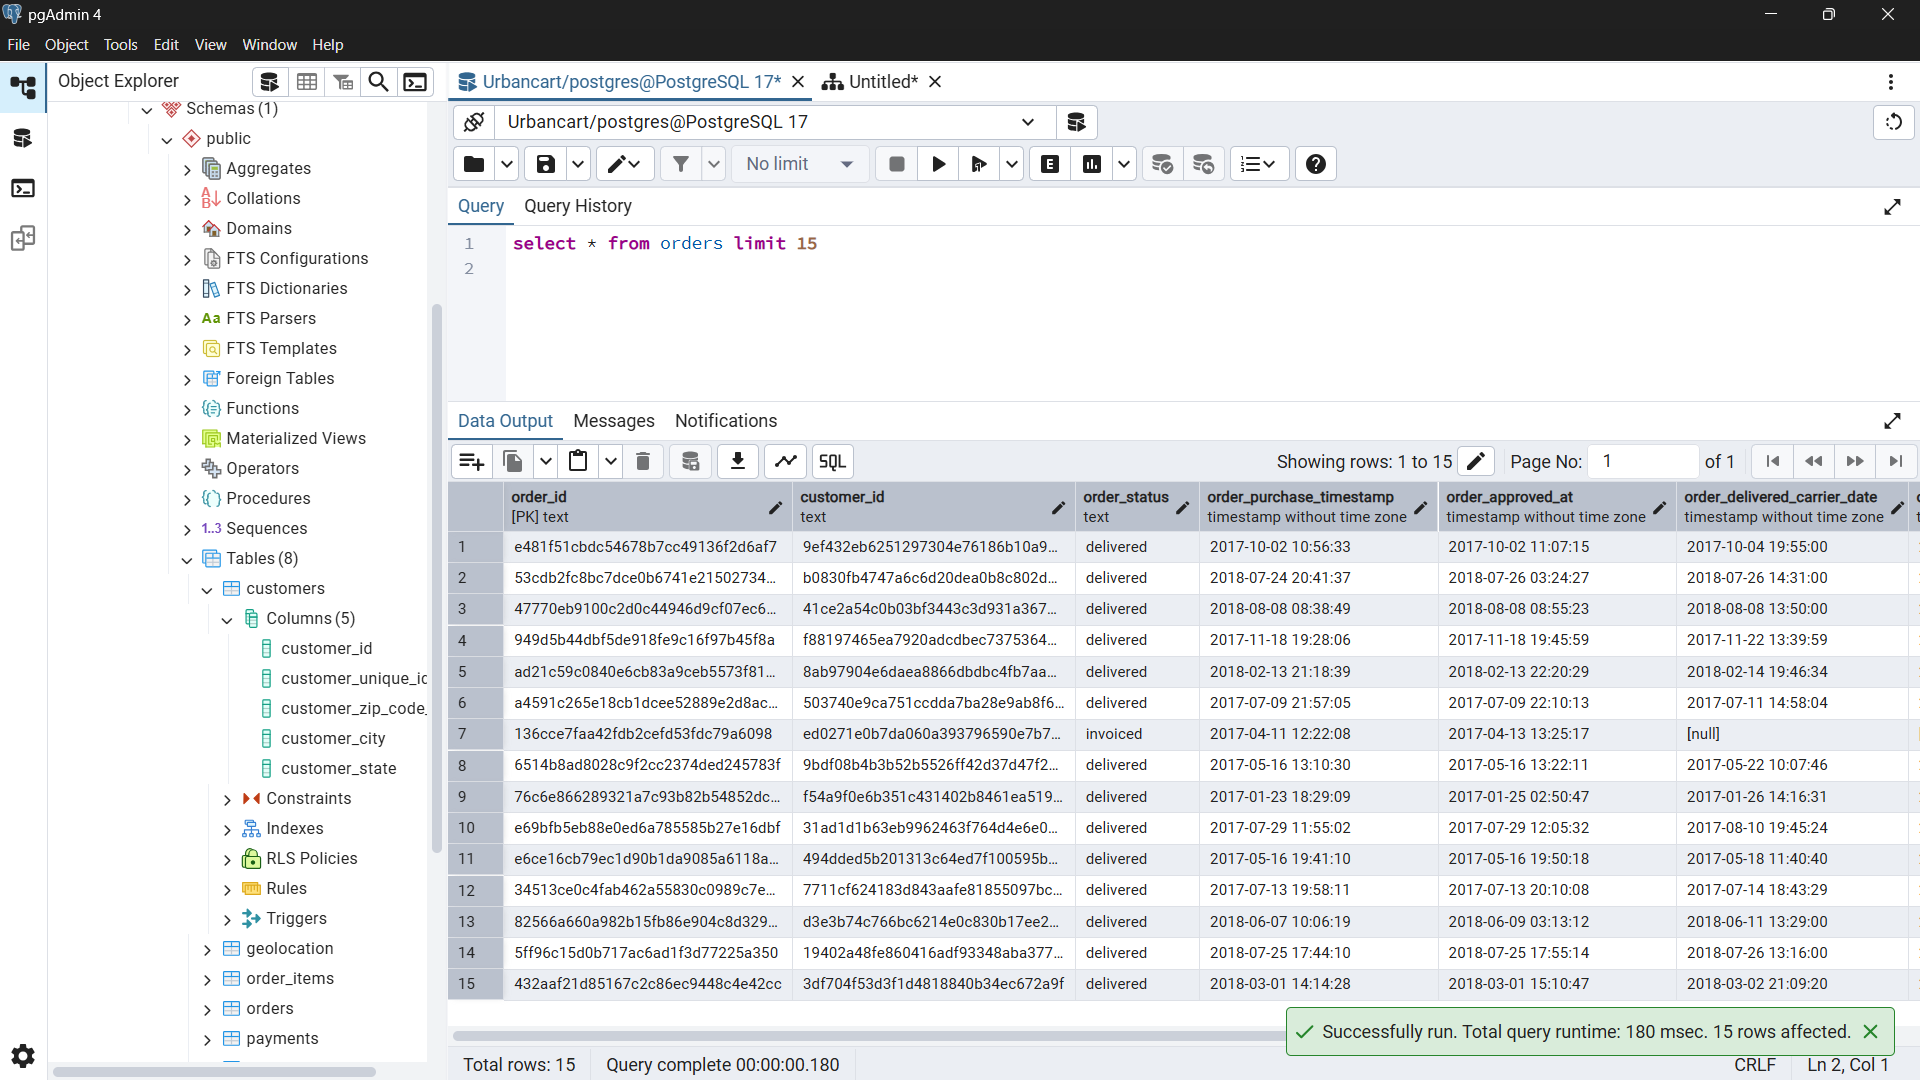 pgAdmin 4
File Object Tools Edit View Window Help
Object Explorer
Schemas (1)
public
Aggregates
Collations
Domains
FTS Configurations
FTS Dictionaries
FTS Parsers
FTS Templates
Foreign Tables
Functions
Materialized Views
Operators
Procedures
1..3 Sequences
Tables (8)
customers
Columns (5)
customer_id
customer_unique_ic
customer_zip_code_
customer_city
customer_state
Constraints
Indexes
RLS Policies
Rules
Triggers
geolocation
order_items
orders
payments
Urbancart/postgres@PostgreSQL 17* Untitled*
Urbancart/postgres@PostgreSQL 17
No limit
Query Query History
1 select * from orders limit 15
2
Data Output Messages Notifications
SQL Showing rows: 1 to 15 Page No: 1 of 1
order_id customer_id order_status order_purchase_timestamp order_approved_at order_delivered_carrier_date
[PK] text text text timestamp without time zone timestamp without time zone timestamp without time zone
1 e481f51cbdc54678b7cc49136f2d6af7 9ef432eb6251297304e76186b10a9... delivered 2017-10-02 10:56:33 2017-10-02 11:07:15 2017-10-04 19:55:00
2 53cdb2fc8bc7dce0b6741e21502734... b0830fb4747a6c6d20dea0b8c802d... delivered 2018-07-24 20:41:37 2018-07-26 03:24:27 2018-07-26 14:31:00
3 47770eb9100c2d0c44946d9cf07ec6... 41ce2a54c0b03bf3443c3d931a367... delivered 2018-08-08 08:38:49 2018-08-08 08:55:23 2018-08-08 13:50:00
4 949d5b44dbf5de918fe9c16f97b45f8a f88197465ea7920adcdbec7375364... delivered 2017-11-18 19:28:06 2017-11-18 19:45:59 2017-11-22 13:39:59
5 ad21c59c0840e6cb83a9ceb5573f81... 8ab97904e6daea8866dbdbc4fb7aa... delivered 2018-02-13 21:18:39 2018-02-13 22:20:29 2018-02-14 19:46:34
6 a4591c265e18cb1dcee52889e2d8ac... 503740e9ca751ccdda7ba28e9ab8f6... delivered 2017-07-09 21:57:05 2017-07-09 22:10:13 2017-07-11 14:58:04
7 136cce7faa42fdb2cefd53fdc79a6098 ed0271e0b7da060a393796590e7b7... invoiced 2017-04-11 12:22:08 2017-04-13 13:25:17 [null]
8 6514b8ad8028c9f2cc2374ded245783f 9bdf08b4b3b52b5526ff42d37d47f2... delivered 2017-05-16 13:10:30 2017-05-16 13:22:11 2017-05-22 10:07:46
9 76c6e866289321a7c93b82b54852dc... f54a9f0e6b351c431402b8461ea519... delivered 2017-01-23 18:29:09 2017-01-25 02:50:47 2017-01-26 14:16:31
10 e69bfb5eb88e0ed6a785585b27e16dbf 31ad1d1b63eb9962463f764d4e6e0... delivered 2017-07-29 11:55:02 2017-07-29 12:05:32 2017-08-10 19:45:24
11 e6ce16cb79ec1d90b1da9085a6118a... 494dded5b201313c64ed7f100595b... delivered 2017-05-16 19:41:10 2017-05-16 19:50:18 2017-05-18 11:40:40
12 34513ce0c4fab462a55830c0989c7e... 7711cf624183d843aafe81855097bc... delivered 2017-07-13 19:58:11 2017-07-13 20:10:08 2017-07-14 18:43:29
13 82566a660a982b15fb86e904c8d329... d3e3b74c766bc6214e0c830b17ee2... delivered 2018-06-07 10:06:19 2018-06-09 03:13:12 2018-06-11 13:29:00
14 5ff96c15d0b717ac6ad1f3d77225a350 19402a48fe860416adf93348aba377... delivered 2018-07-25 17:44:10 2018-07-25 17:55:14 2018-07-26 13:16:00
15 432aaf21d85167c2c86ec9448c4e42cc 3df704f53d3f1d4818840b34ec672a9f delivered 2018-03-01 14:14:28 2018-03-01 15:10:47 2018-03-02 21:09:20
Successfully run. Total query runtime: 180 msec. 15 rows affected.
Total rows: 15 Query complete 00:00:00.180 CRLF Ln 2, Col 1